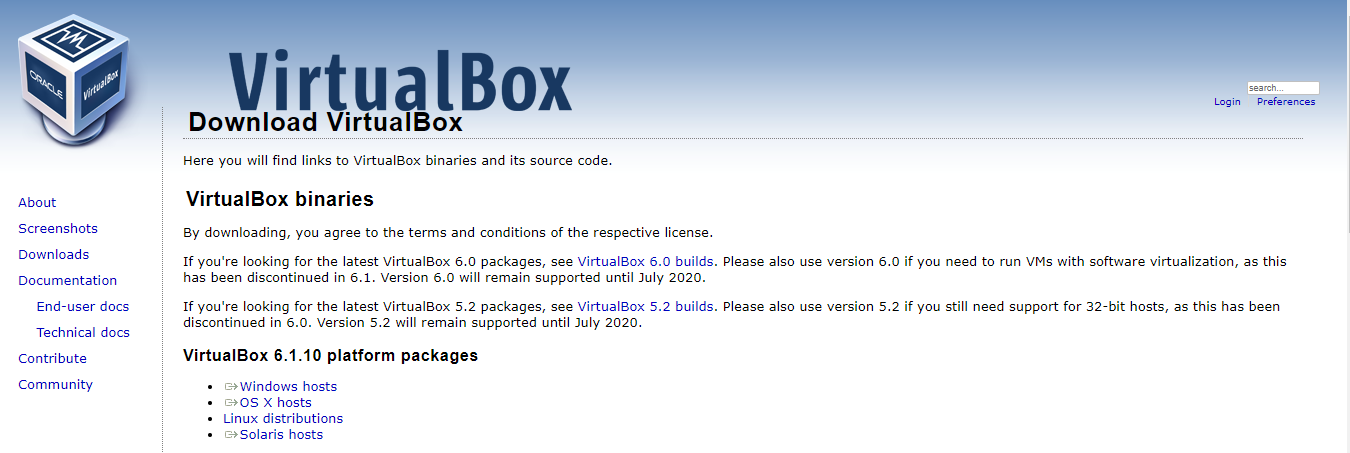 ORACLE
VirtualBox
VirtualBox
search...
Login Preferences
About
Screenshots
Downloads
Documentation
End-user docs
Technical docs
Contribute
Community
Download VirtualBox
Here you will find links to VirtualBox binaries and its source code.
VirtualBox binaries
By downloading, you agree to the terms and conditions of the respective license.
If you're looking for the latest VirtualBox 6.0 packages, see VirtualBox 6.0 builds. Please also use version 6.0 if you need to run VMs with software virtualization, as this
has been discontinued in 6.1. Version 6.0 will remain supported until July 2020.
If you're looking for the latest VirtualBox 5.2 packages, see VirtualBox 5.2 builds. Please also use version 5.2 if you still need support for 32-bit hosts, as this has been
discontinued in 6.0. Version 5.2 will remain supported until July 2020.
VirtualBox 6.1.10 platform packages
Windows hosts
OS X hosts
Linux distributions
Solaris hosts